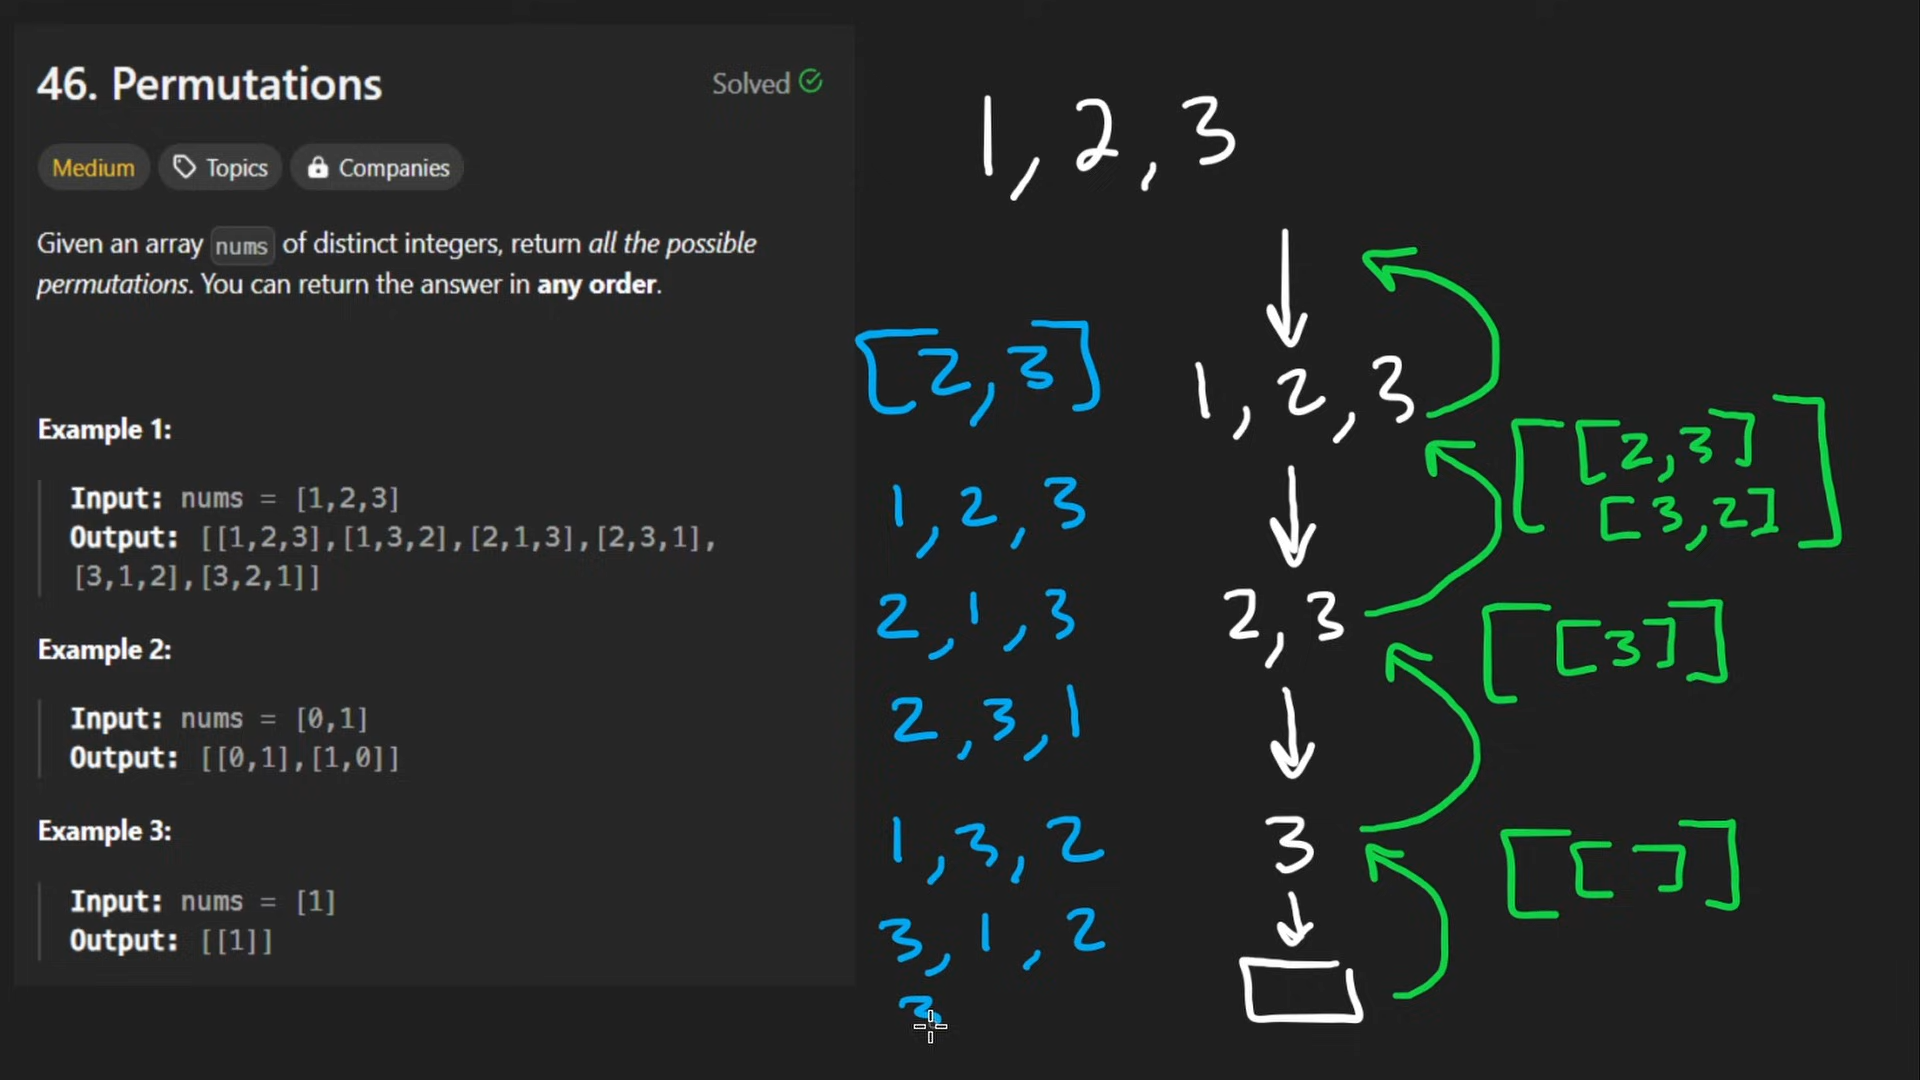 46. Permutations
Solved
Medium
Topics
Companies
Given an array nums of distinct integers, return all the possible
permutations. You can return the answer in any order.
Example 1:
Input: nums = [1,2,3]
Output: [[1,2,3],[1,3,2],[2,1,3],[2,3,1],
[3,1,2],[3,2,1]]
Example 2:
Input: nums = [0,1]
Output: [[0,1],[1,0]]
Example 3:
Input: nums = [1]
Output: [[1]]
1, 2, 3
[2, 3]
1, 2, 3
2, 1, 3
2, 3, 1
1, 3, 2
3, 1, 2
3
1, 2, 3
2, 3
3
[[2, 3]
[3, 2]]
[[3]]
[[ ]]